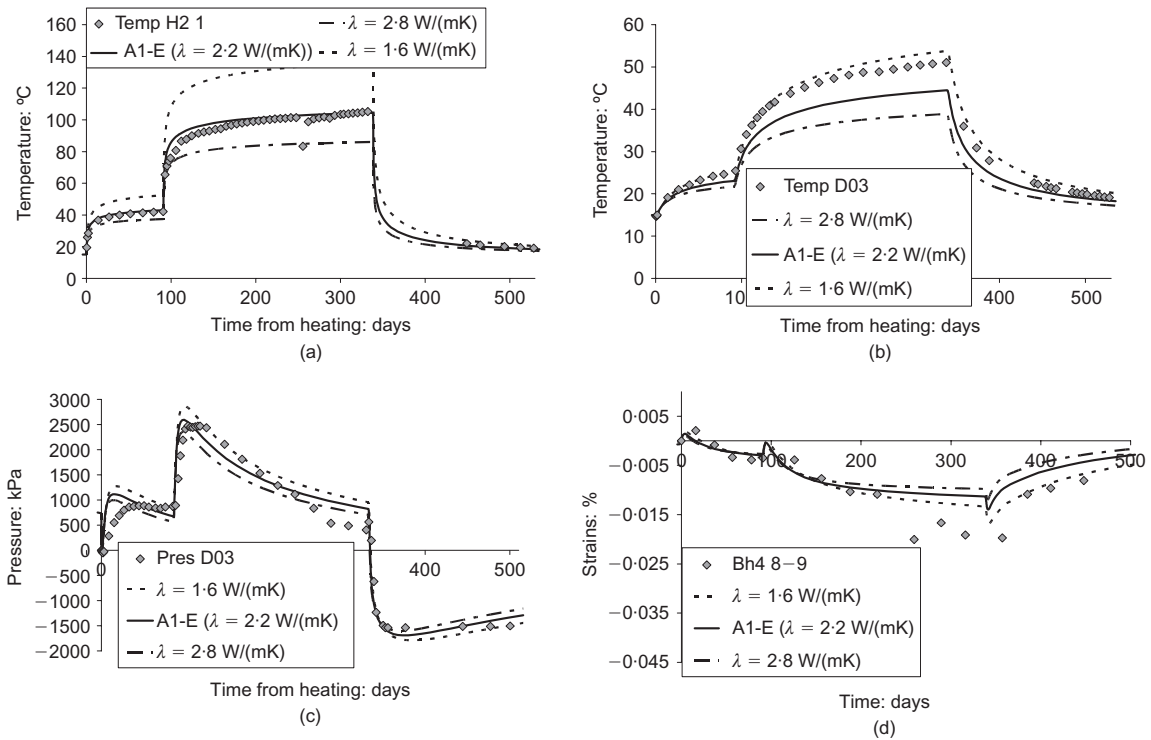 160
140
120
100
80
60
40
20
0
Temperature: ºC
Temp H2 1
λ = 2·8 W/(mK)
A1-E (λ = 2·2 W/(mK))
λ = 1·6 W/(mK)
0 100 200 300 400 500
Time from heating: days
(a)
60
50
40
30
20
10
0
Temperature: ºC
Temp D03
λ = 2·8 W/(mK)
A1-E (λ = 2·2 W/(mK)
λ = 1·6 W/(mK)
0 10 400 500
Time from heating: days
(b)
3000
2500
2000
1500
1000
500
0
−500
−1000
−1500
−2000
Pressure: kPa
0 100 200 300 400 500
Pres D03
λ = 1·6 W/(mK)
A1-E (λ = 2·2 W/(mK)
λ = 2·8 W/(mK)
Time from heating: days
(c)
0·005
−0·005
−0·015
−0·025
−0·035
−0·045
Strains: %
0 100 200 300 400 500
Bh4 8−9
λ = 1·6 W/(mK)
A1-E (λ = 2·2 W/(mK)
λ = 2·8 W/(mK)
Time: days
(d)